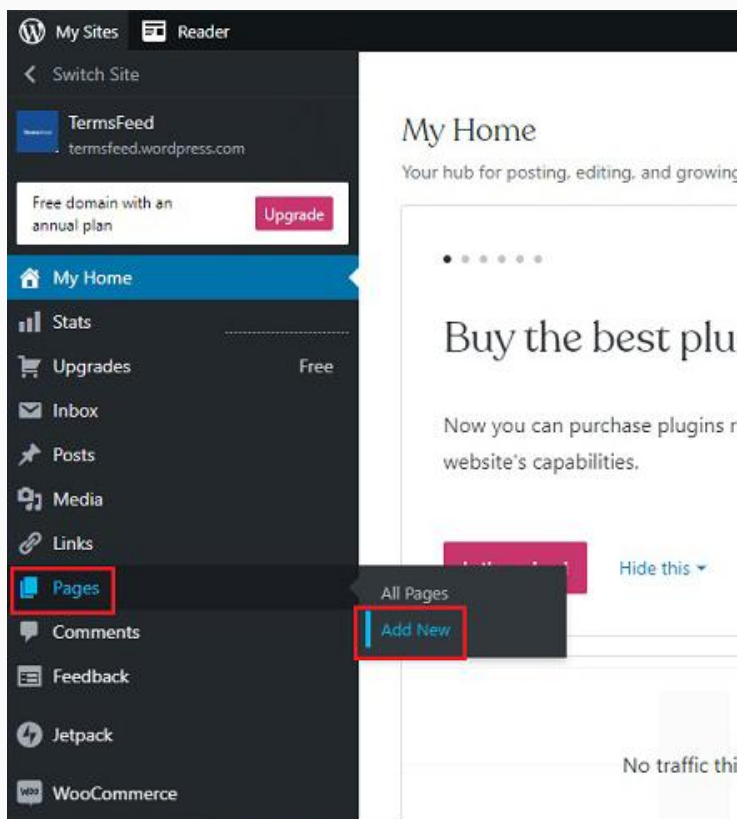 My Sites
Reader
Switch Site
TermsFeed
termsfeed.wordpress.com
Free domain with an
annual plan
Upgrade
My Home
Stats
Upgrades
Free
Inbox
Posts
Media
Links
Pages
Comments
Feedback
Jetpack
WooCommerce
All Pages
Add New
My Home
Your hub for posting, editing, and growing
Buy the best plu
Now you can purchase plugins r
website's capabilities.
Hide this
No traffic thi